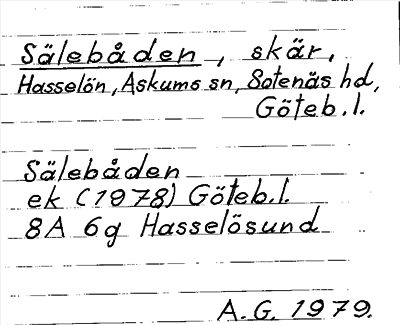 Sälebåden, skär,
Hasselön, Askums sn, Sotenäs hd,
Göteb.l.
Sälebåden
ek (1978) Göteb.l.
8A 6g Hasselösund
A.G. 1979.